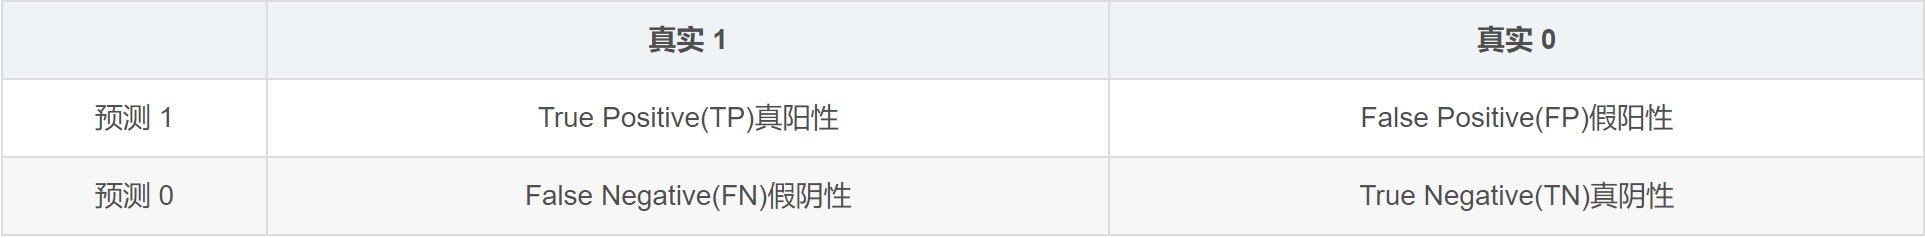 真实 1 真实 0
预测 1 True Positive(TP)真阳性 False Positive(FP)假阳性
预测 0 False Negative(FN)假阴性 True Negative(TN)真阴性